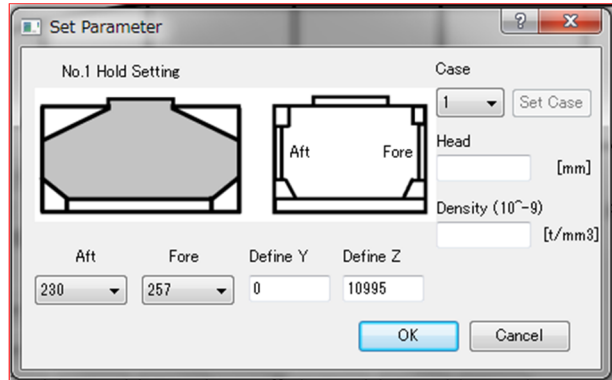 Set Parameter
?
No.1 Hold Setting
Case
1
Set Case
Aft
Fore
Head
[mm]
Density (10^-9)
[t/mm3]
Aft
Fore
Define Y
Define Z
230
257
0
10995
OK
Cancel